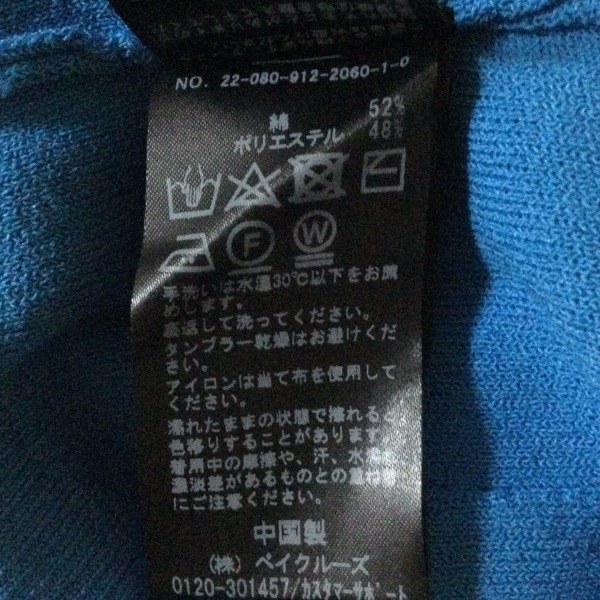 NO. 22-080-912-2060-1-0
綿 52%
ポリエステル 48%
F W
手洗いは水温30℃以下をお勧
めします。
裏返して洗ってください。
タンブラー乾燥はお避けくだ
さい。
アイロンは当て布を使用して
ください。
濡れたままの状態で擦れると
色移りすることがあります。
着用中の摩擦や、汗、水
濃淡差があるものとの重ね着
にご注意ください。
中国製
(株) ベイクルーズ
0120-301457/カスタマーサポート